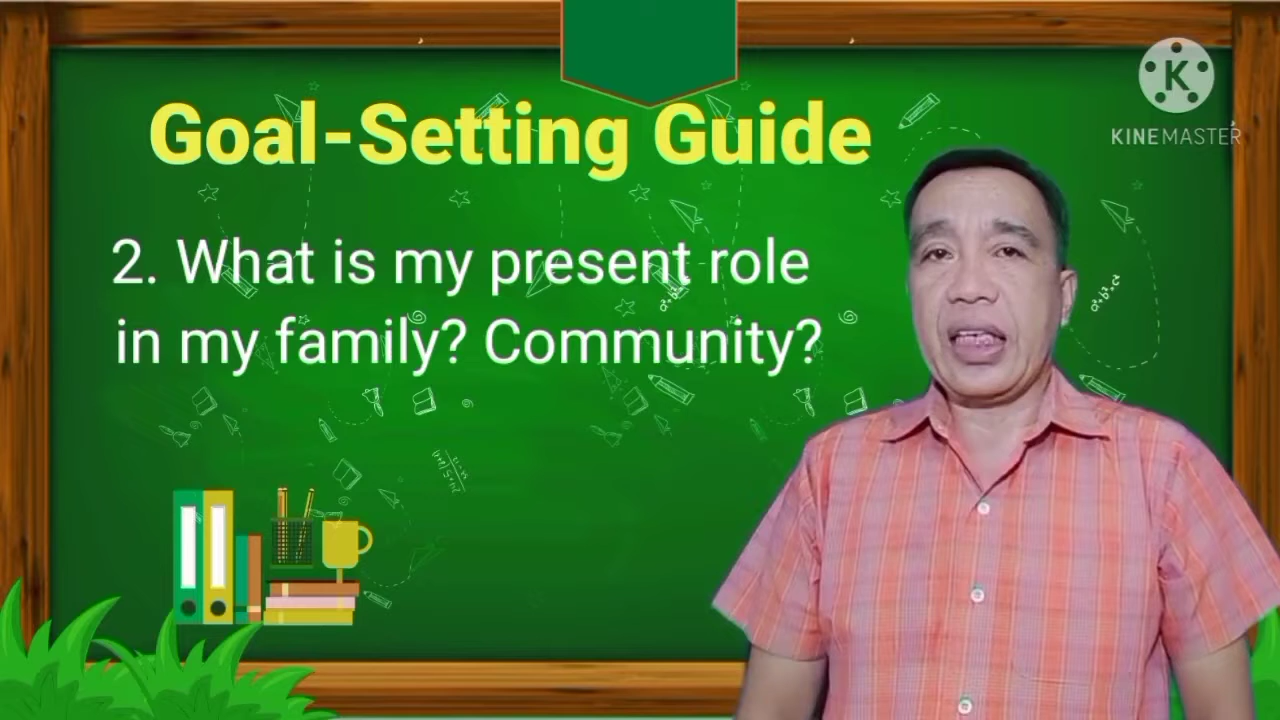 Goal-Setting Guide
K
KINEMASTER
2. What is my present role
in my family? Community?